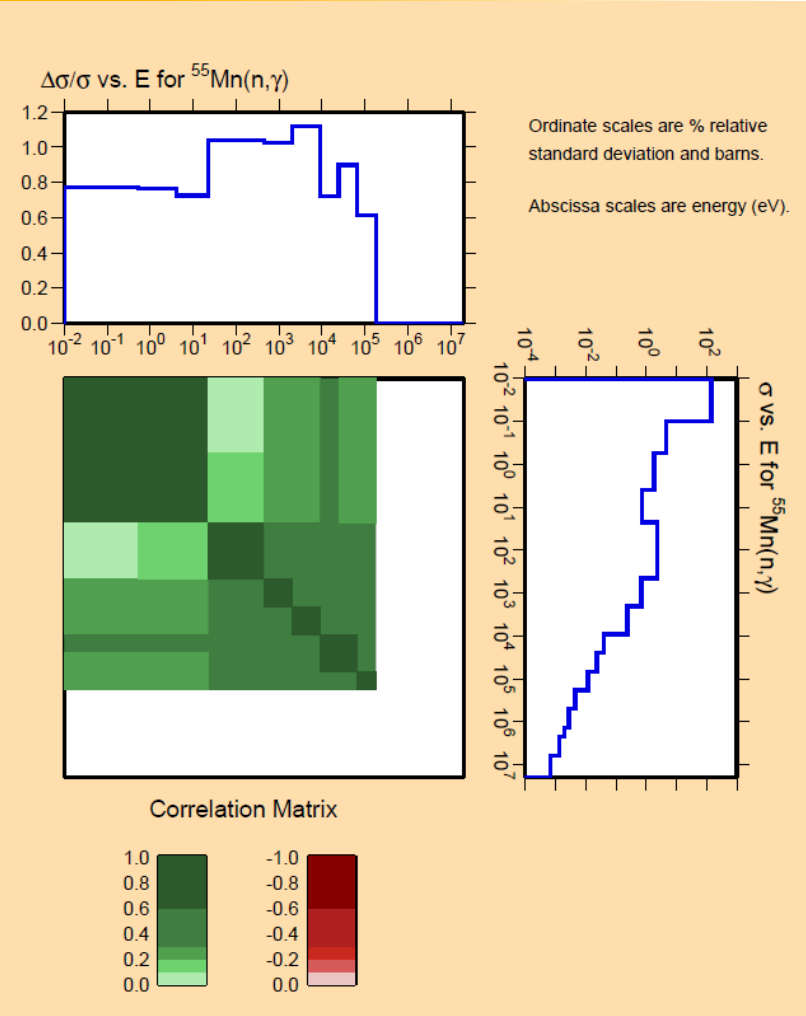 Δσ/σ vs. E for ⁵⁵Mn(n,γ)
1.2
1.0
0.8
0.6
0.4
0.2
0.0
10⁻² 10⁻¹ 10⁰ 10¹ 10² 10³ 10⁴ 10⁵ 10⁶ 10⁷
Ordinate scales are % relative
standard deviation and barns.
Abscissa scales are energy (eV).
10⁻⁴ 10⁻² 10⁰ 10²
10⁻² 10⁻¹ 10⁰ 10¹ 10² 10³ 10⁴ 10⁵ 10⁶ 10⁷
σ vs. E for ⁵⁵Mn(n,γ)
Correlation Matrix
1.0
0.8
0.6
0.4
0.2
0.0
-1.0
-0.8
-0.6
-0.4
-0.2
0.0